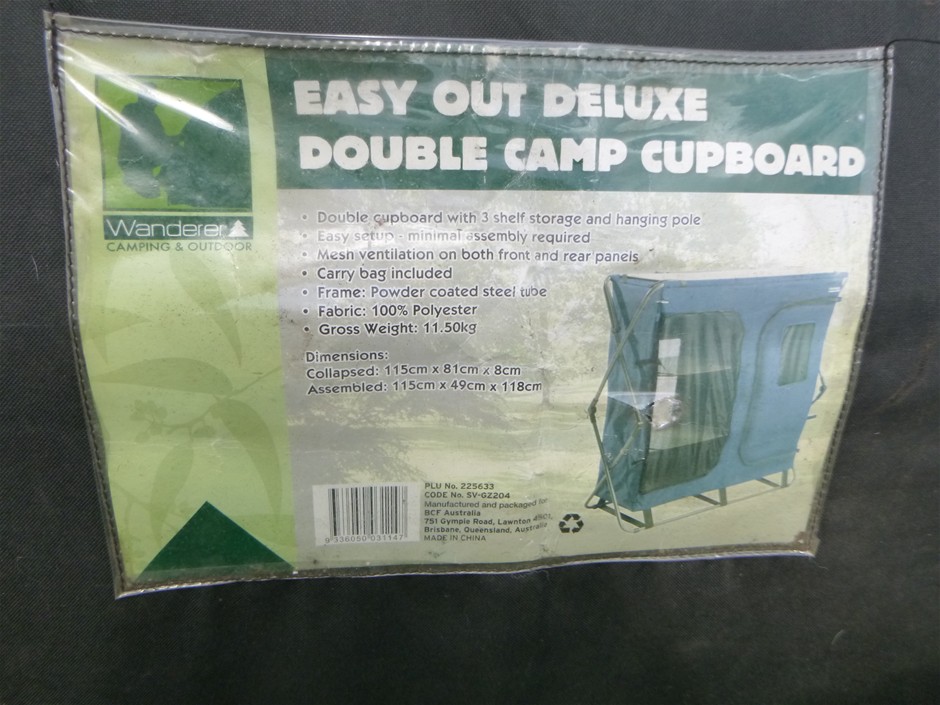 EASY OUT DELUXE
DOUBLE CAMP CUPBOARD
Wanderer
CAMPING & OUTDOOR
• Double cupboard with 3 shelf storage and hanging pole
• Easy setup - minimal assembly required
• Mesh ventilation on both front and rear panels
• Carry bag included
• Frame: Powder coated steel tube
• Fabric: 100% Polyester
• Gross Weight: 11.50kg
Dimensions:
Collapsed: 115cm x 81cm x 8cm
Assembled: 115cm x 49cm x 118cm
PLU No. 225633
CODE No. SV-GZ204
Manufactured and packaged for
BCF Australia
751 Gympie Road, Lawnton 4501,
Brisbane, Queensland, Australia
MADE IN CHINA
9 336050 031147